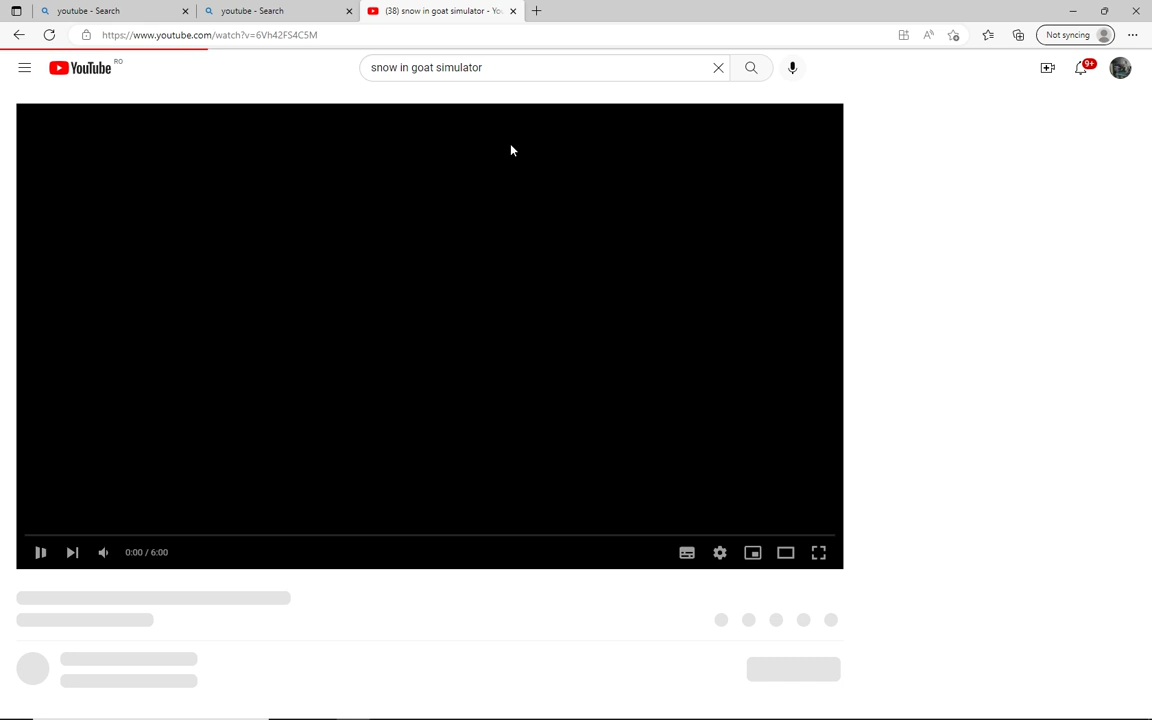 youtube - Search
youtube - Search
(38) snow in goat simulator - Yo
https://www.youtube.com/watch?v=6Vh42FS4C5M
Not syncing
YouTube RO
snow in goat simulator
9+
0:00 / 6:00